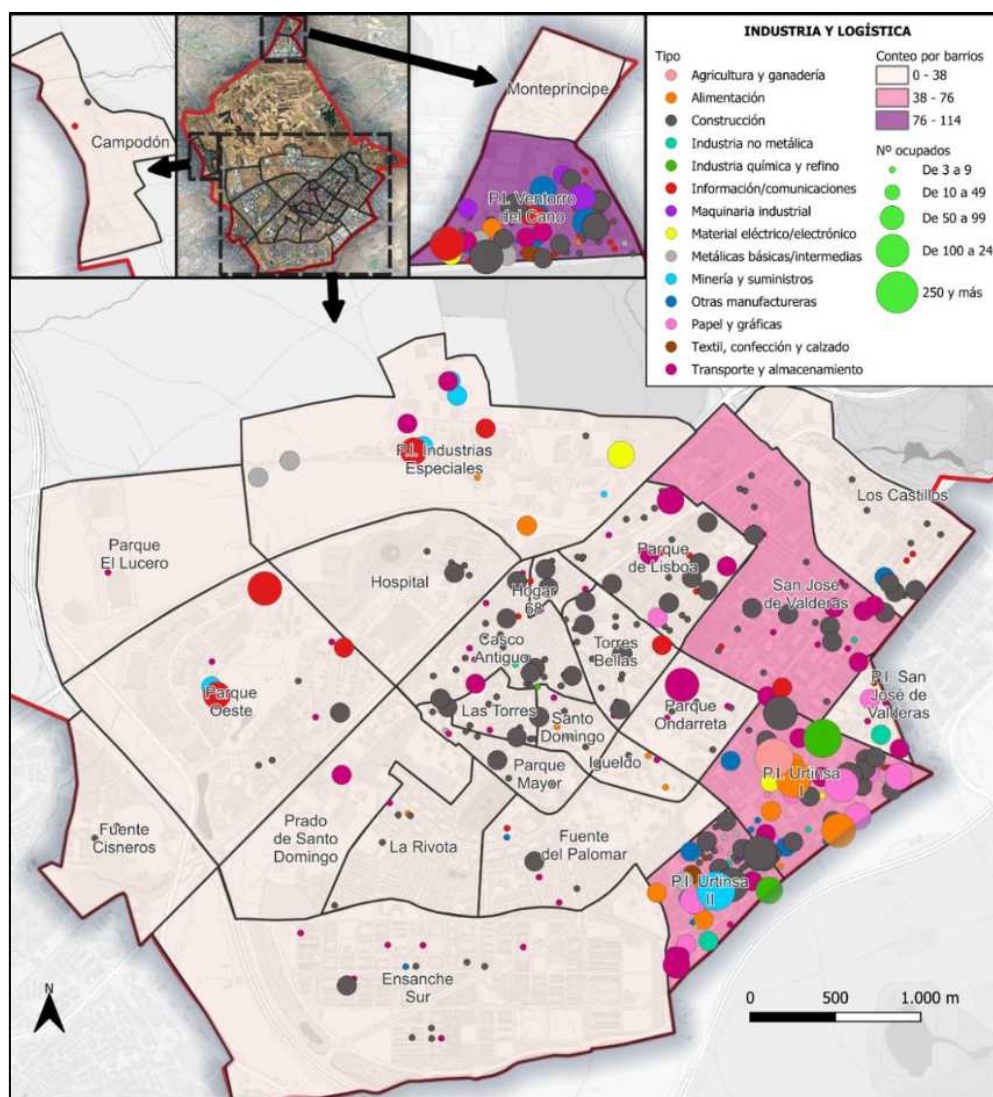 Campodón
Montepríncipe
P.I. Ventorro
del Cano
INDUSTRIA Y LOGÍSTICA
Tipo
Agricultura y ganadería
Alimentación
Construcción
Industria no metálica
Industria química y refino
Información/comunicaciones
Maquinaria industrial
Material eléctrico/electrónico
Metálicas básicas/intermedias
Minería y suministros
Otras manufactureras
Papel y gráficas
Textil, confección y calzado
Transporte y almacenamiento
Conteo por barrios
0 - 38
38 - 76
76 - 114
Nº ocupados
De 3 a 9
De 10 a 49
De 50 a 99
De 100 a 24
250 y más
P.I. Industrias
Especiales
Los Castillos
Parque
El Lucero
Hospital
Parque
de Lisboa
Hogar
68
San José
de Valderas
Casco
Antiguo
Torres
Bellas
Parque
Oeste
Las Torres
Santo
Domingo
Parque
Ondarreta
P.I. San
José de
Valderas
Parque
Mayor
Igueldo
P.I. Urtinsa
I
Fuente
Cisneros
Prado
de Santo
Domingo
La Rivota
Fuente
del Palomar
P.I. Urtinsa
II
Ensanche
Sur
N
0 500 1.000 m